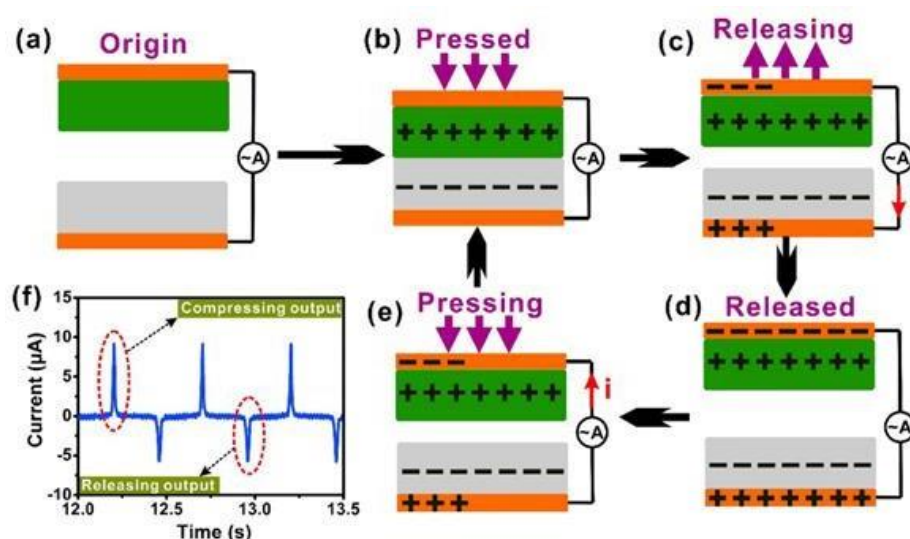 (a)
Origin
~A
(b)
Pressed
+ + + + + + +
− − − − − − −
~A
(c)
Releasing
− − −
+ + + + + + +
− − − − − − −
+ + +
~A
(f)
15
10
5
0
-5
-10
Current (μA)
Compressing output
Releasing output
12.0 12.5 13.0 13.5
Time (s)
(e)
Pressing
− − −
+ + + + + + +
− − − − − − −
+ + +
i
~A
(d)
Released
− − − − − − −
+ + + + + + +
− − − − − − −
+ + + + + + +
~A